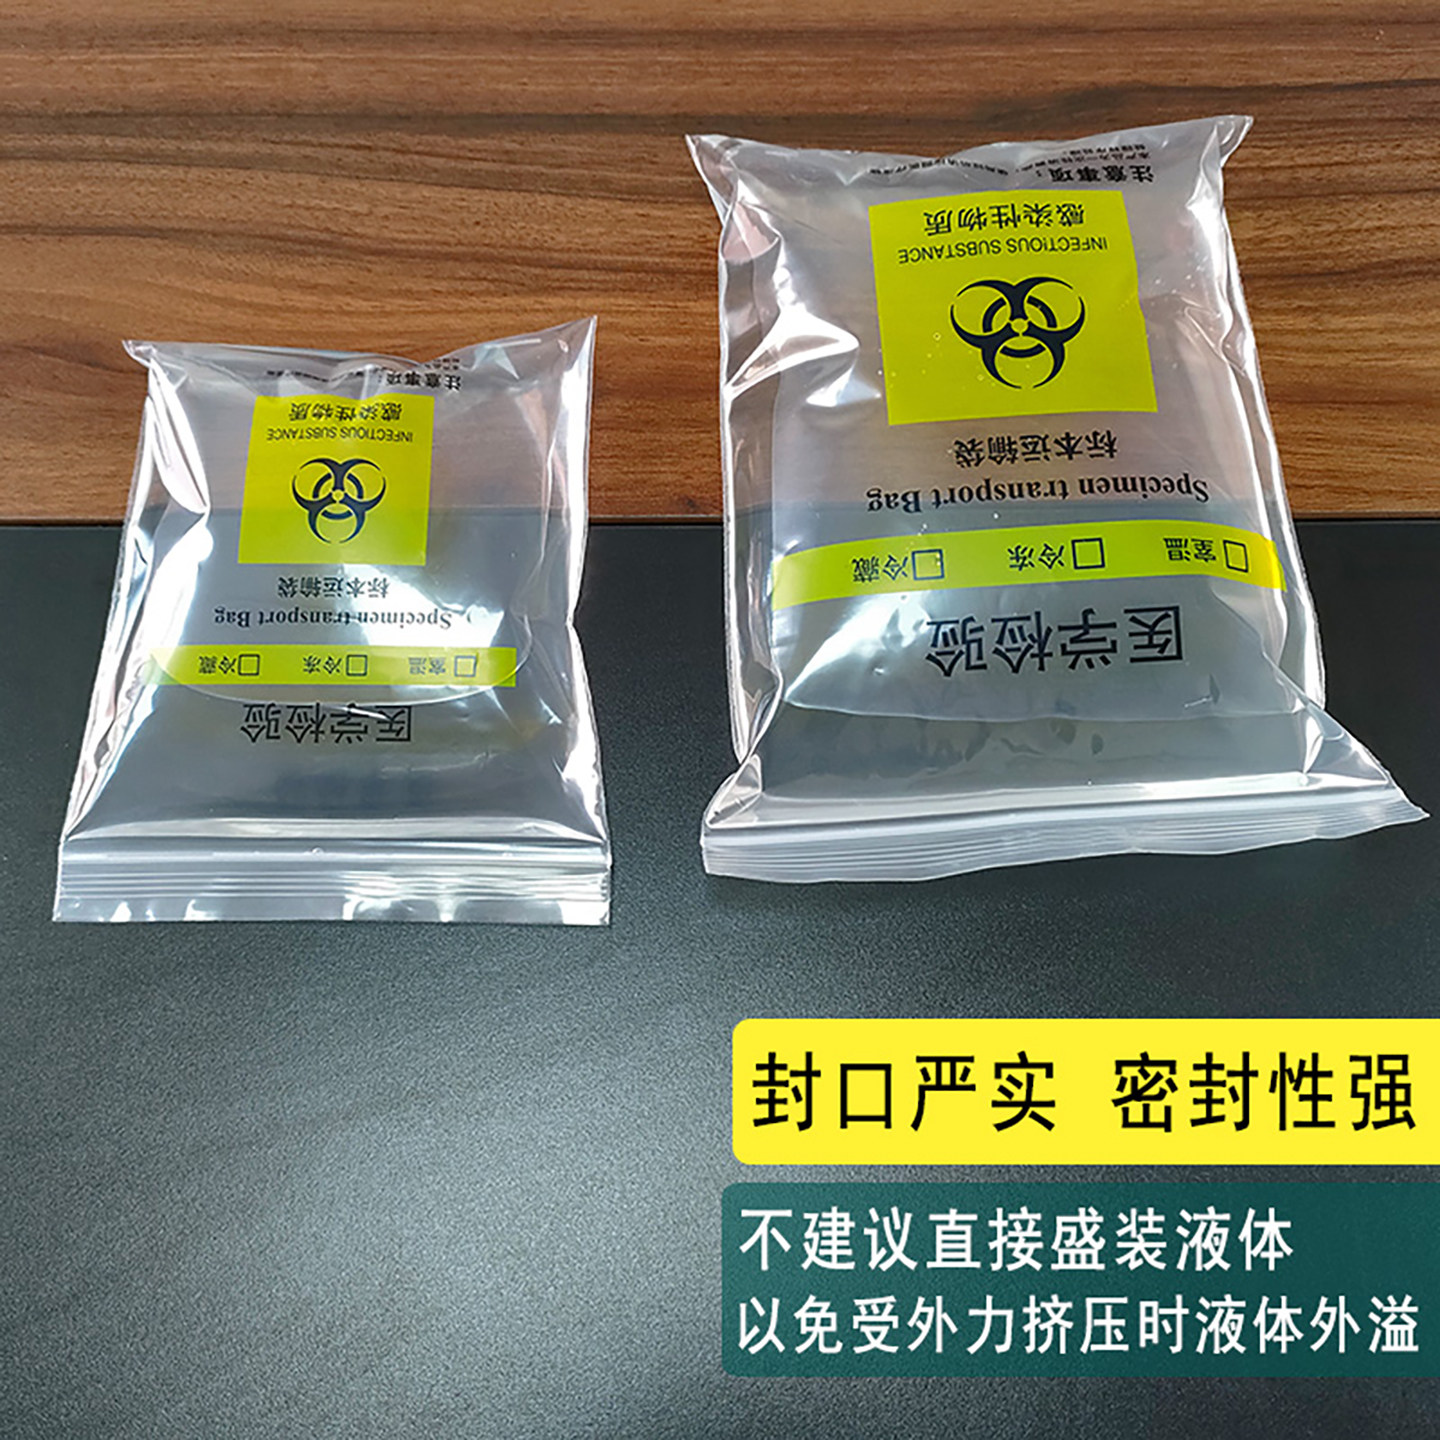 医学检验
□室温 □冷冻 □冷藏
Specimen transport Bag
标本运输袋
INFECTIOUS SUBSTANCE
感染性物质
注意事项：
医学检验
□室温 □冷冻 □冷藏
Specimen transport Bag
标本运输袋
INFECTIOUS SUBSTANCE
感染性物质
注意事项：
封口严实 密封性强
不建议直接盛装液体
以免受外力挤压时液体外溢